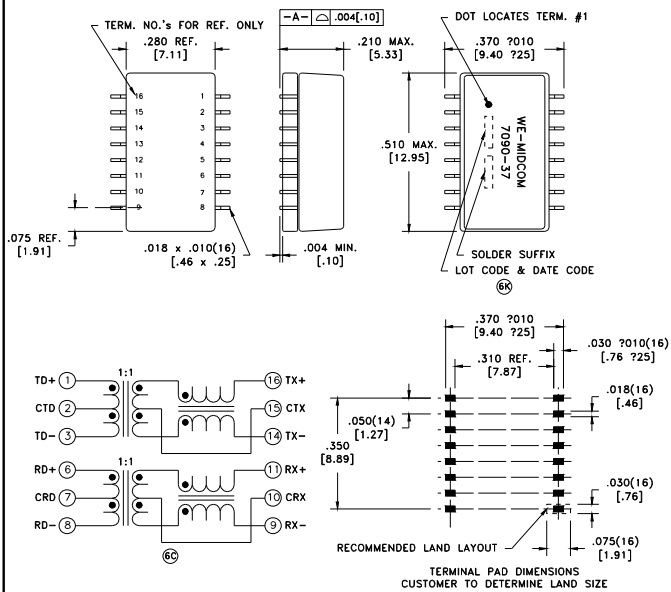 TERM. NO.'s FOR REF. ONLY
.280 REF.
[7.11]
-A- ⌓ .004[.10]
.210 MAX.
[5.33]
DOT LOCATES TERM. #1
.370 ?010
[9.40 ?25]
16 1
15 2
14 3
13 4
12 5
11 6
10 7
9 8
.510 MAX.
[12.95]
WE-MIDCOM
7090-37
.075 REF.
[1.91]
.018 x .010(16)
[.46 x .25]
.004 MIN.
[.10]
SOLDER SUFFIX
LOT CODE & DATE CODE
6K
TD+ 1
CTD 2
TD- 3
1:1
16 TX+
15 CTX
14 TX-
RD+ 6
CRD 7
RD- 8
1:1
11 RX+
10 CRX
9 RX-
6C
.370 ?010
[9.40 ?25]
.310 REF.
[7.87]
.030 ?010(16)
[.76 ?25]
.018(16)
[.46]
.050(14)
[1.27]
.350
[8.89]
.030(16)
[.76]
.075(16)
[1.91]
RECOMMENDED LAND LAYOUT
TERMINAL PAD DIMENSIONS
CUSTOMER TO DETERMINE LAND SIZE